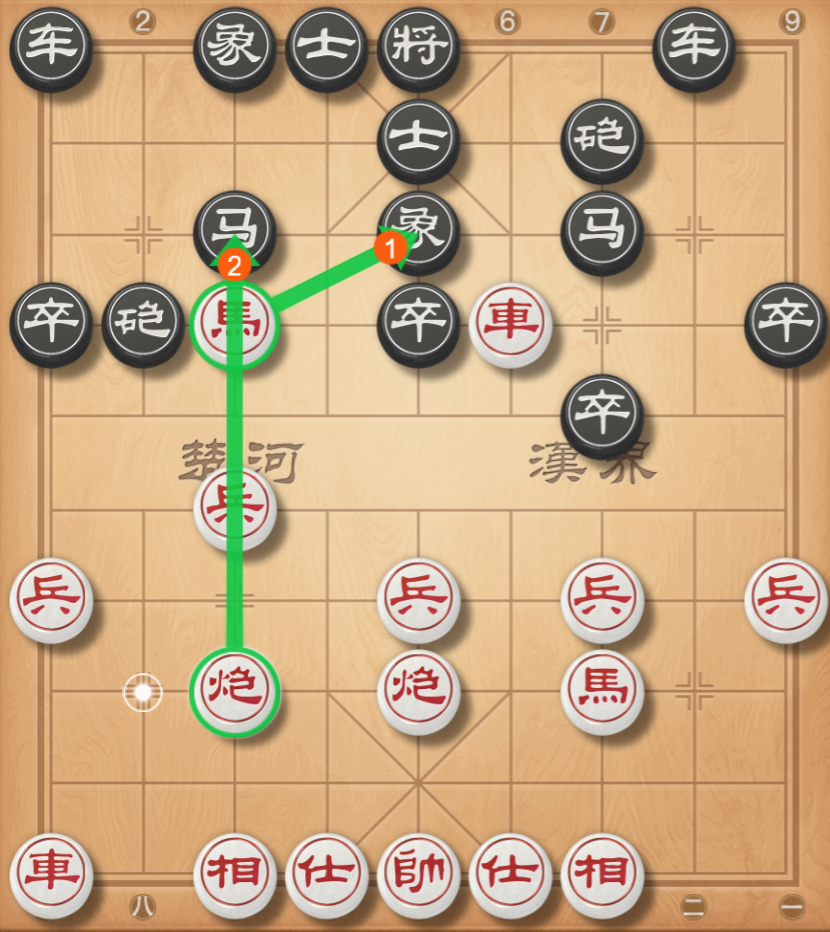 2 6 7 9
车 象 士 将 车
士 砲
马 象 马
1
2
卒 砲 馬 卒 車 卒
卒
楚河 漢界
兵
兵 兵 兵 兵
炮 炮 馬
車 相 仕 帥 仕 相
八 二 一